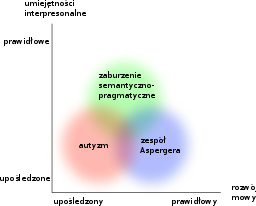 umiejętności
interpresonalne
prawidłowe
zaburzenie
semantyczno-
pragmatyczne
autyzm
zespół
Aspergera
upośledzone
upośledzony
prawidłowy
rozwój
mowy